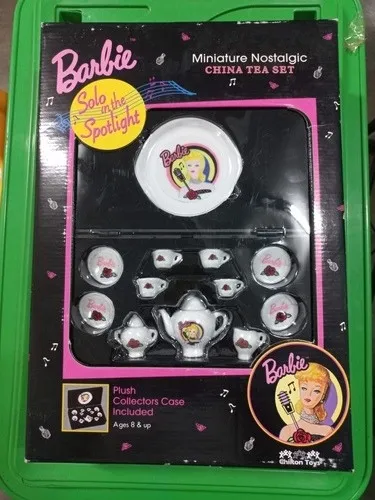 Barbie
Solo
in the
Spotlight
Miniature Nostalgic
CHINA TEA SET
Barbie
Barbie
Plush
Collectors Case
Included
Ages 8 & up
Chilton Toys